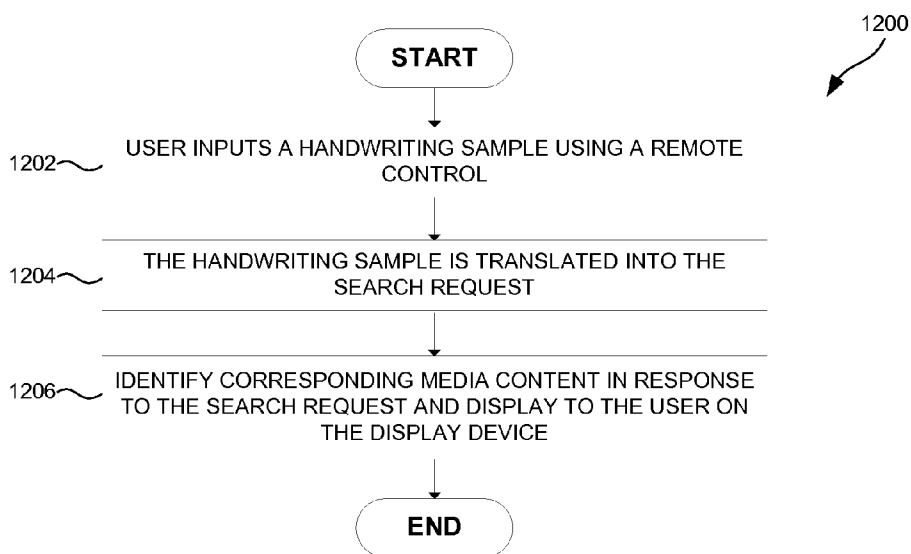 1200
START
1202
USER INPUTS A HANDWRITING SAMPLE USING A REMOTE
CONTROL
1204
THE HANDWRITING SAMPLE IS TRANSLATED INTO THE
SEARCH REQUEST
1206
IDENTIFY CORRESPONDING MEDIA CONTENT IN RESPONSE
TO THE SEARCH REQUEST AND DISPLAY TO THE USER ON
THE DISPLAY DEVICE
END